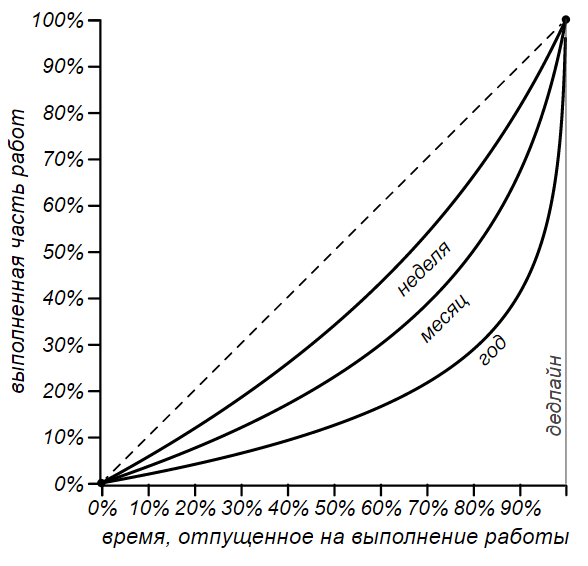 100%
90%
80%
70%
60%
50%
40%
30%
20%
10%
0%
выполненная часть работ
неделя
месяц
год
дедлайн
0% 10% 20% 30% 40% 50% 60% 70% 80% 90%
время, отпущенное на выполнение работы